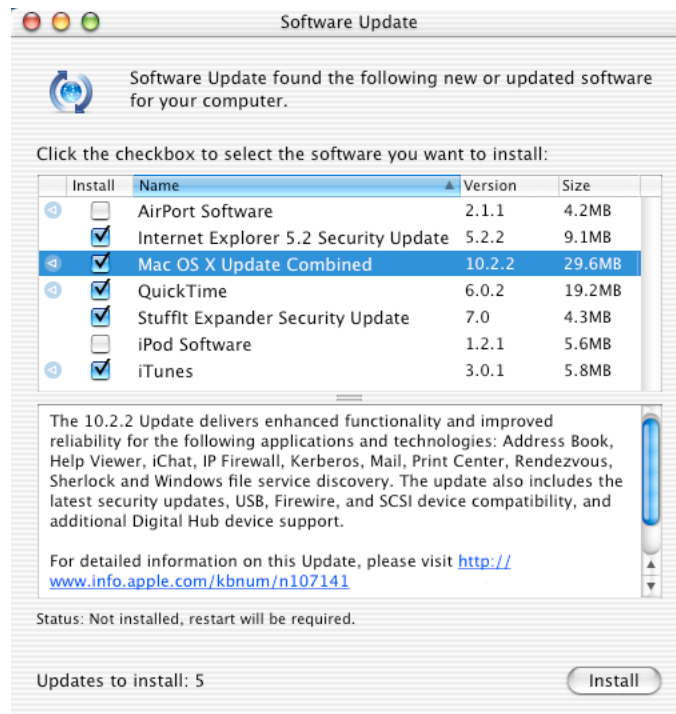 Software Update
Software Update found the following new or updated software
for your computer.
Click the checkbox to select the software you want to install:
Install Name Version Size
AirPort Software 2.1.1 4.2MB
Internet Explorer 5.2 Security Update 5.2.2 9.1MB
Mac OS X Update Combined 10.2.2 29.6MB
QuickTime 6.0.2 19.2MB
StuffIt Expander Security Update 7.0 4.3MB
iPod Software 1.2.1 5.6MB
iTunes 3.0.1 5.8MB
The 10.2.2 Update delivers enhanced functionality and improved
reliability for the following applications and technologies: Address Book,
Help Viewer, iChat, IP Firewall, Kerberos, Mail, Print Center, Rendezvous,
Sherlock and Windows file service discovery. The update also includes the
latest security updates, USB, Firewire, and SCSI device compatibility, and
additional Digital Hub device support.
For detailed information on this Update, please visit http://
www.info.apple.com/kbnum/n107141
Status: Not installed, restart will be required.
Updates to install: 5
Install